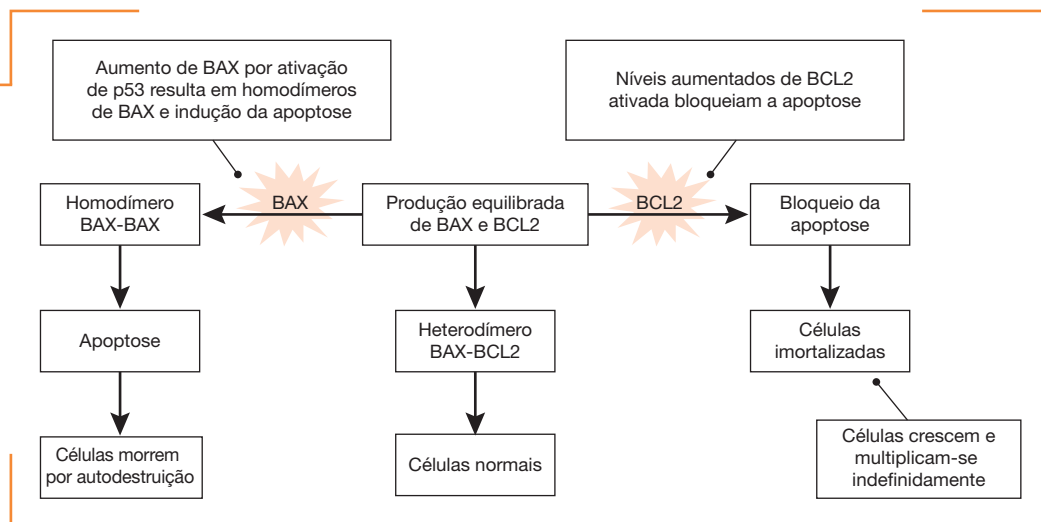 Aumento de BAX por ativação
de p53 resulta em homodímeros
de BAX e indução da apoptose
Níveis aumentados de BCL2
ativada bloqueiam a apoptose
Homodímero
BAX-BAX
BAX
Produção equilibrada
de BAX e BCL2
BCL2
Bloqueio da
apoptose
Apoptose
Heterodímero
BAX-BCL2
Células
imortalizadas
Células morrem
por autodestruição
Células normais
Células crescem e
multiplicam-se
indefinidamente